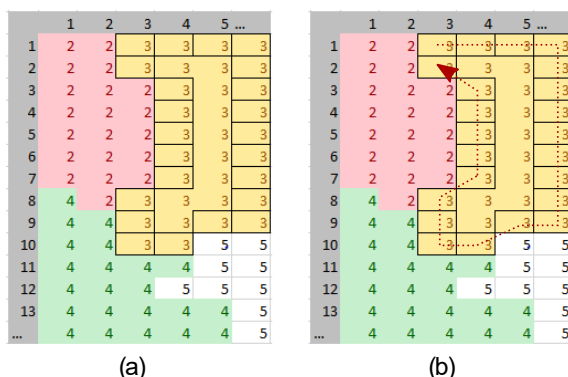 1 2 3 4 5 ...
1 2 2 3 3 3 3
2 2 2 3 3 3 3
3 2 2 2 3 3 3
4 2 2 2 3 3 3
5 2 2 2 3 3 3
6 2 2 2 3 3 3
7 2 2 2 3 3 3
8 4 2 3 3 3 3
9 4 4 3 3 3 3
10 4 4 3 3 5 5
11 4 4 4 4 5 5
12 4 4 4 5 5 5
13 4 4 4 4 4 5
... 4 4 4 4 4 5
(a)
1 2 3 4 5 ...
1 2 2 3 3 3 3
2 2 2 3 3 3 3
3 2 2 2 3 3 3
4 2 2 2 3 3 3
5 2 2 2 3 3 3
6 2 2 2 3 3 3
7 2 2 2 3 3 3
8 4 2 3 3 3 3
9 4 4 3 3 3 3
10 4 4 3 3 5 5
11 4 4 4 4 5 5
12 4 4 4 5 5 5
13 4 4 4 4 4 5
... 4 4 4 4 4 5
(b)